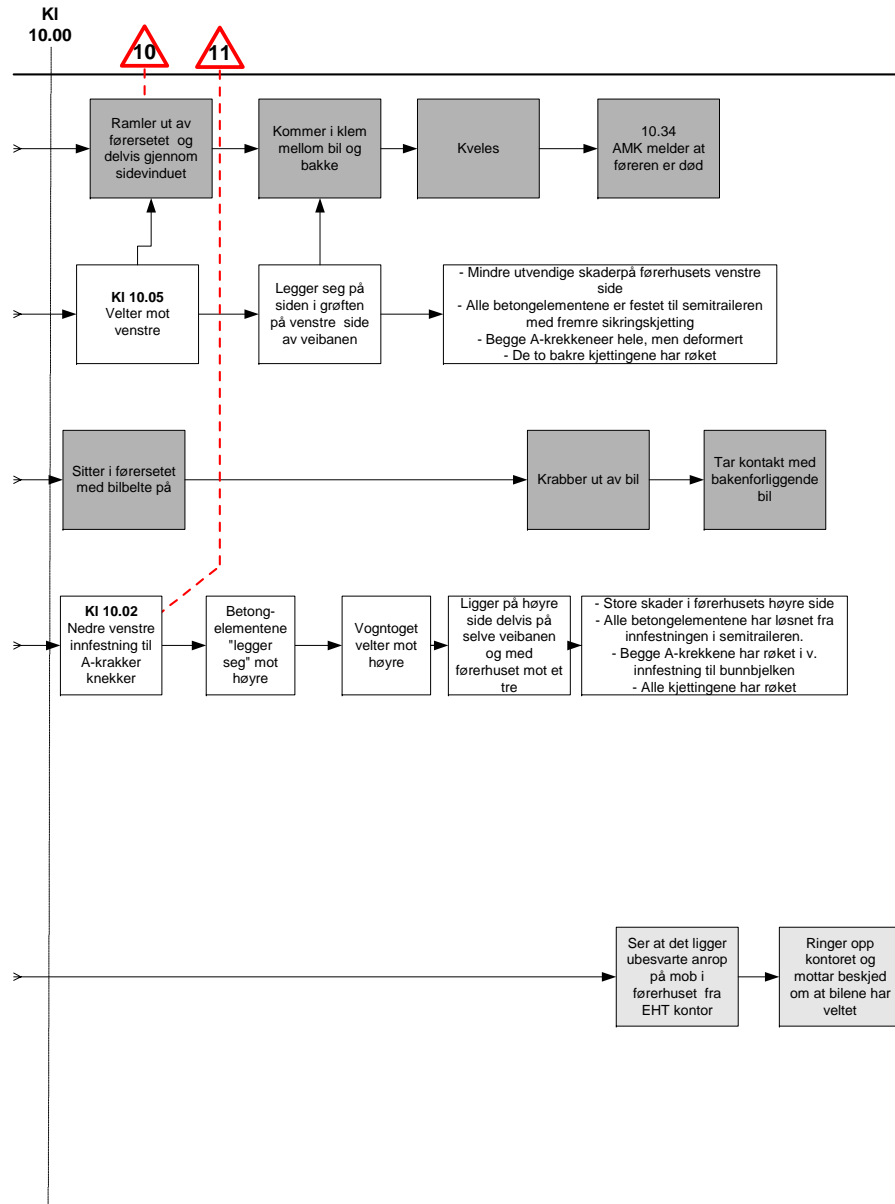 Kl
10.00
10
11
Ramler ut av
førersetet og
delvis gjennom
sidevinduet
Kommer i klem
mellom bil og
bakke
Kveles
10.34
AMK melder at
føreren er død
Kl 10.05
Velter mot
venstre
Legger seg på
siden i grøften
på venstre side
av veibanen
- Mindre utvendige skaderpå førerhusets venstre
side
- Alle betongelementene er festet til semitraileren
med fremre sikringskjetting
- Begge A-krekkeneer hele, men deformert
- De to bakre kjettingene har røket
Sitter i førersetet
med bilbelte på
Krabber ut av bil
Tar kontakt med
bakenforliggende
bil
Kl 10.02
Nedre venstre
innfestning til
A-krakker
knekker
Betong-
elementene
"legger
seg" mot
høyre
Vogntoget
velter mot
høyre
Ligger på høyre
side delvis på
selve veibanen
og med
førerhuset mot et
tre
- Store skader i førerhusets høyre side
- Alle betongelementene har løsnet fra
innfestningen i semitraileren.
- Begge A-krekkene har røket i v.
innfestning til bunnbjelken
- Alle kjettingene har røket
Ser at det ligger
ubesvarte anrop
på mob i
førerhuset fra
EHT kontor
Ringer opp
kontoret og
mottar beskjed
om at bilene har
veltet